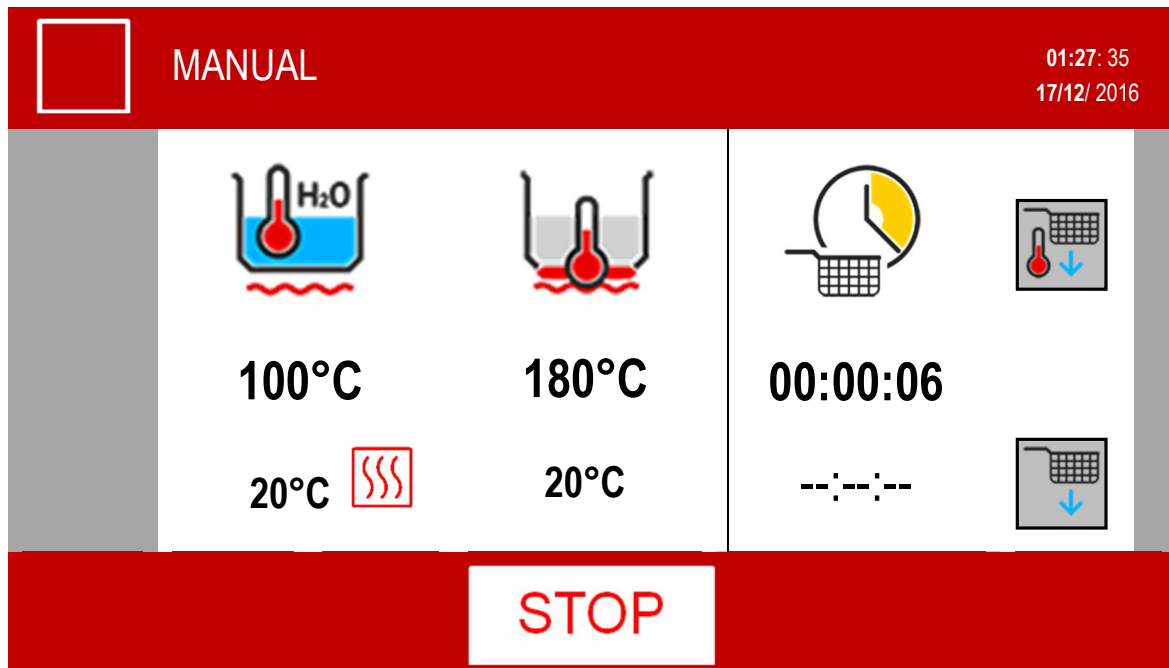 MANUAL
01:27: 35
17/12/ 2016
H₂O
100°C
180°C
00:00:06
20°C
20°C
--:--:--
STOP